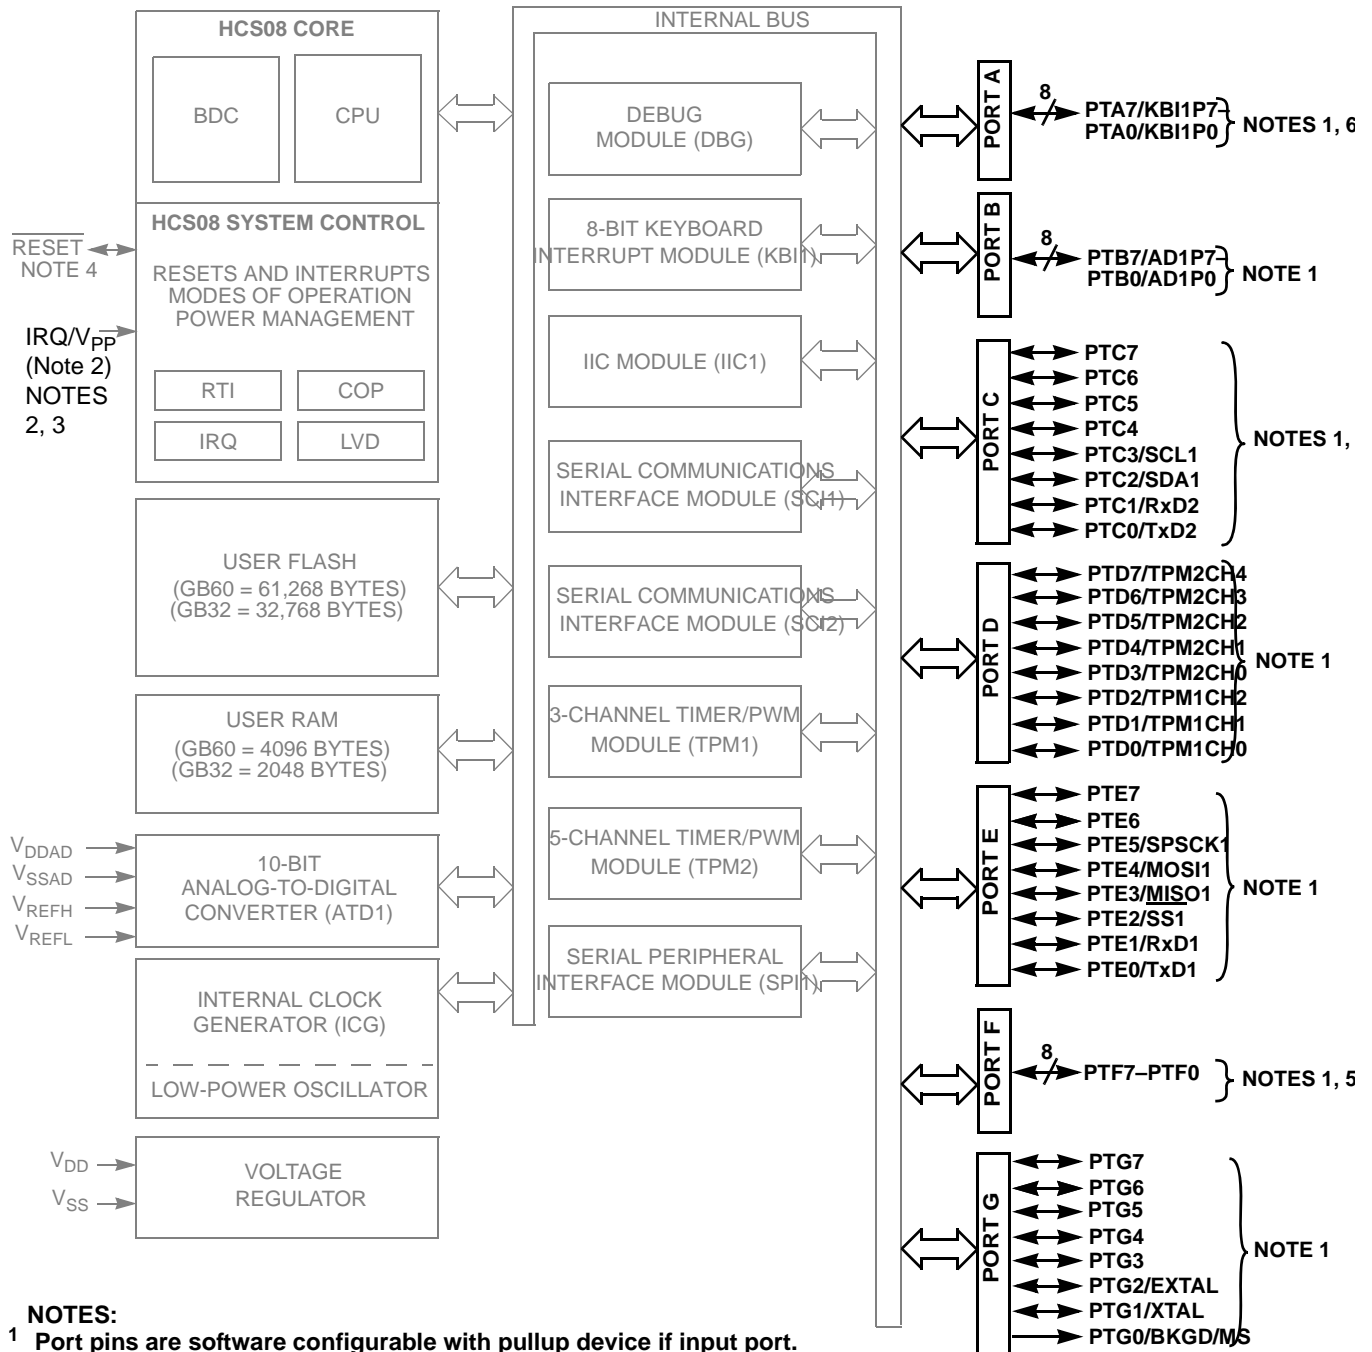 INTERNAL BUS
HCS08 CORE
BDC
CPU
HCS08 SYSTEM CONTROL
RESETS AND INTERRUPTS
MODES OF OPERATION
POWER MANAGEMENT
RTI
COP
IRQ
LVD
RESET
NOTE 4
IRQ/VPP
(Note 2)
NOTES
2, 3
USER FLASH
(GB60 = 61,268 BYTES)
(GB32 = 32,768 BYTES)
USER RAM
(GB60 = 4096 BYTES)
(GB32 = 2048 BYTES)
VDDAD
VSSAD
VREFH
VREFL
10-BIT
ANALOG-TO-DIGITAL
CONVERTER (ATD1)
INTERNAL CLOCK
GENERATOR (ICG)
LOW-POWER OSCILLATOR
VDD
VSS
VOLTAGE
REGULATOR
DEBUG
MODULE (DBG)
8-BIT KEYBOARD
INTERRUPT MODULE (KBI1)
IIC MODULE (IIC1)
SERIAL COMMUNICATIONS
INTERFACE MODULE (SCI1)
SERIAL COMMUNICATIONS
INTERFACE MODULE (SCI2)
3-CHANNEL TIMER/PWM
MODULE (TPM1)
5-CHANNEL TIMER/PWM
MODULE (TPM2)
SERIAL PERIPHERAL
INTERFACE MODULE (SPI1)
PORT A
8
PTA7/KBI1P7–
PTA0/KBI1P0
NOTES 1, 6
PORT B
8
PTB7/AD1P7–
PTB0/AD1P0
NOTE 1
PORT C
PTC7
PTC6
PTC5
PTC4
PTC3/SCL1
PTC2/SDA1
PTC1/RxD2
PTC0/TxD2
NOTES 1,
PORT D
PTD7/TPM2CH4
PTD6/TPM2CH3
PTD5/TPM2CH2
PTD4/TPM2CH1
PTD3/TPM2CH0
PTD2/TPM1CH2
PTD1/TPM1CH1
PTD0/TPM1CH0
NOTE 1
PORT E
PTE7
PTE6
PTE5/SPSCK1
PTE4/MOSI1
PTE3/MISO1
PTE2/SS1
PTE1/RxD1
PTE0/TxD1
NOTE 1
PORT F
8
PTF7–PTF0
NOTES 1, 5
PORT G
PTG7
PTG6
PTG5
PTG4
PTG3
PTG2/EXTAL
PTG1/XTAL
PTG0/BKGD/MS
NOTE 1
NOTES:
1 Port pins are software configurable with pullup device if input port.